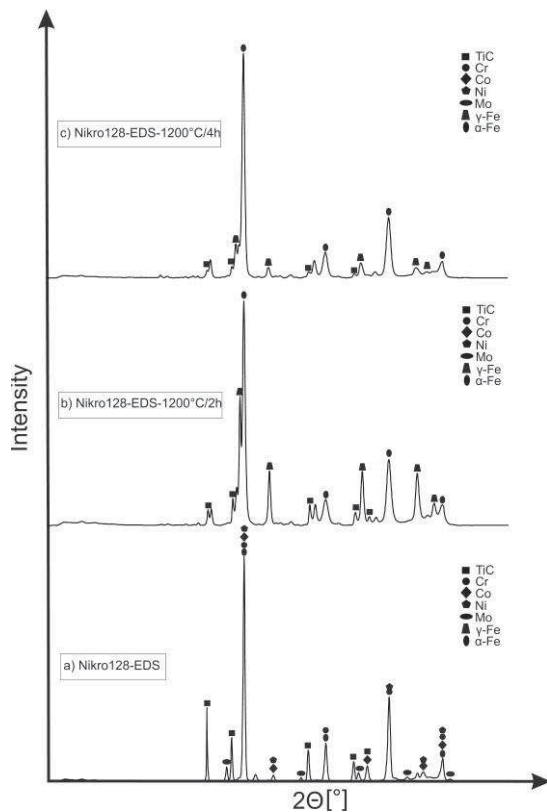 TiC
Cr
Co
Ni
Mo
γ-Fe
α-Fe
c) Nikro128-EDS-1200°C/4h
TiC
Cr
Co
Ni
Mo
γ-Fe
α-Fe
b) Nikro128-EDS-1200°C/2h
Intensity
TiC
Cr
Co
Ni
Mo
γ-Fe
α-Fe
a) Nikro128-EDS
2Θ[°]